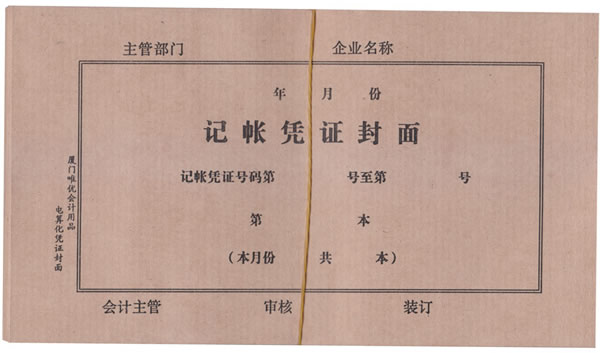 主管部门 企业名称
年 月 份
记帐凭证封面
记帐凭证号码第 号至第 号
第 本
(本月份 共 本)
会计主管 审核 装订
厦门唯优会计用品
电算化凭证封面